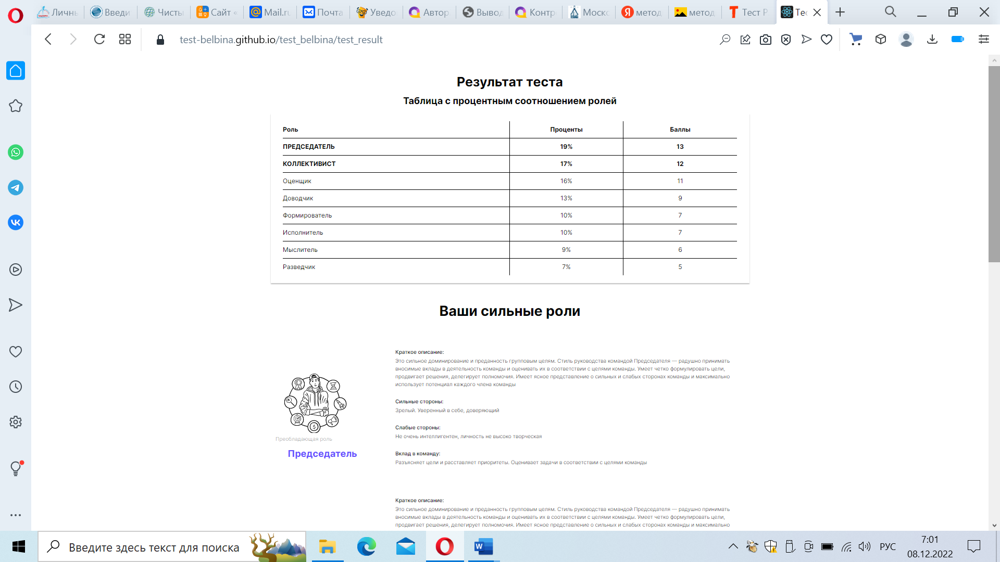 Личны
Введи
Чисты
Сайт «
Mail.ru
Почта
Уведо
Автор
Вывод
Контр
Моско
метод
метод
Тест Р
Тес
test-belbina.github.io/test_belbina/test_result
Результат теста
Таблица с процентным соотношением ролей
Роль Проценты Баллы
ПРЕДСЕДАТЕЛЬ 19% 13
КОЛЛЕКТИВИСТ 17% 12
Оценщик 16% 11
Доводчик 13% 9
Формирователь 10% 7
Исполнитель 10% 7
Мыслитель 9% 6
Разведчик 7% 5
Ваши сильные роли
Преобладающая роль
Председатель
Краткое описание:
Это сильное доминирование и преданность групповым целям. Стиль руководства командой Председателя — радушно принимать
вносимые вклады в деятельность команды и оценивать их в соответствии с целями команды. Умеет четко формулировать цели,
продвигает решения, делегирует полномочия. Имеет ясное представление о сильных и слабых сторонах команды и максимально
использует потенциал каждого члена команды
Сильные стороны:
Зрелый. Уверенный в себе, доверяющий
Слабые стороны:
Не очень интеллигентен, личность не высоко творческая
Вклад в команду:
Разъясняет цели и расставляет приоритеты. Оценивает задачи в соответствии с целями команды
Краткое описание:
Это сильное доминирование и преданность групповым целям. Стиль руководства командой Председателя — радушно принимать
вносимые вклады в деятельность команды и оценивать их в соответствии с целями команды. Умеет четко формулировать цели,
продвигает решения, делегирует полномочия. Имеет ясное представление о сильных и слабых сторонах команды и максимально
Введите здесь текст для поиска
РУС
7:01
08.12.2022